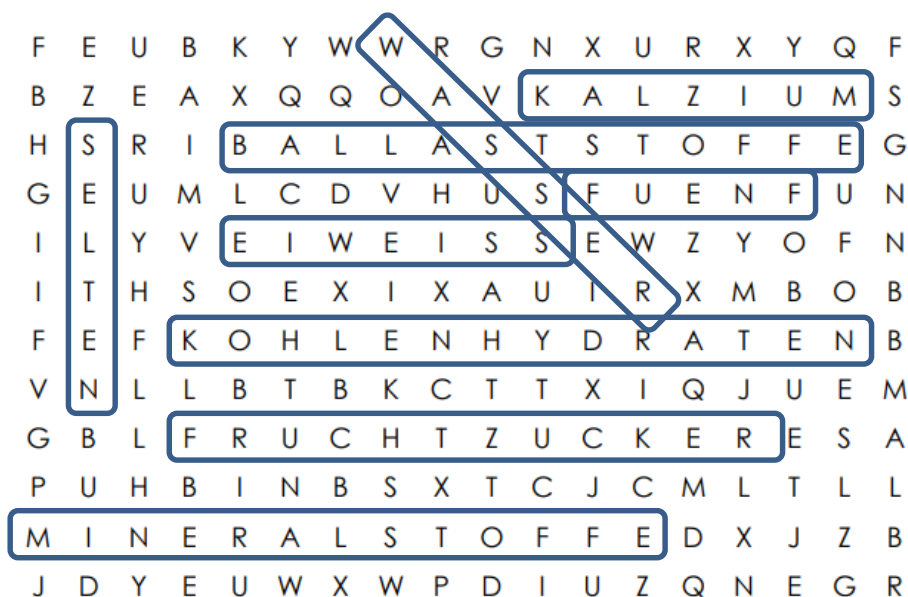 F E U B K Y W W R G N X U R X Y Q F
B Z E A X Q Q O A V K A L Z I U M S
H S R I B A L L A S T S T O F F E G
G E U M L C D V H U S F U E N F U N
I L Y V E I W E I S S E W Z Y O F N
I T H S O E X I X A U I R X M B O B
F E F K O H L E N H Y D R A T E N B
V N L L B T B K C T T X I Q J U E M
G B L F R U C H T Z U C K E R E S A
P U H B I N B S X T C J C M L T L L
M I N E R A L S T O F F E D X J Z B
J D Y E U W X W P D I U Z Q N E G R